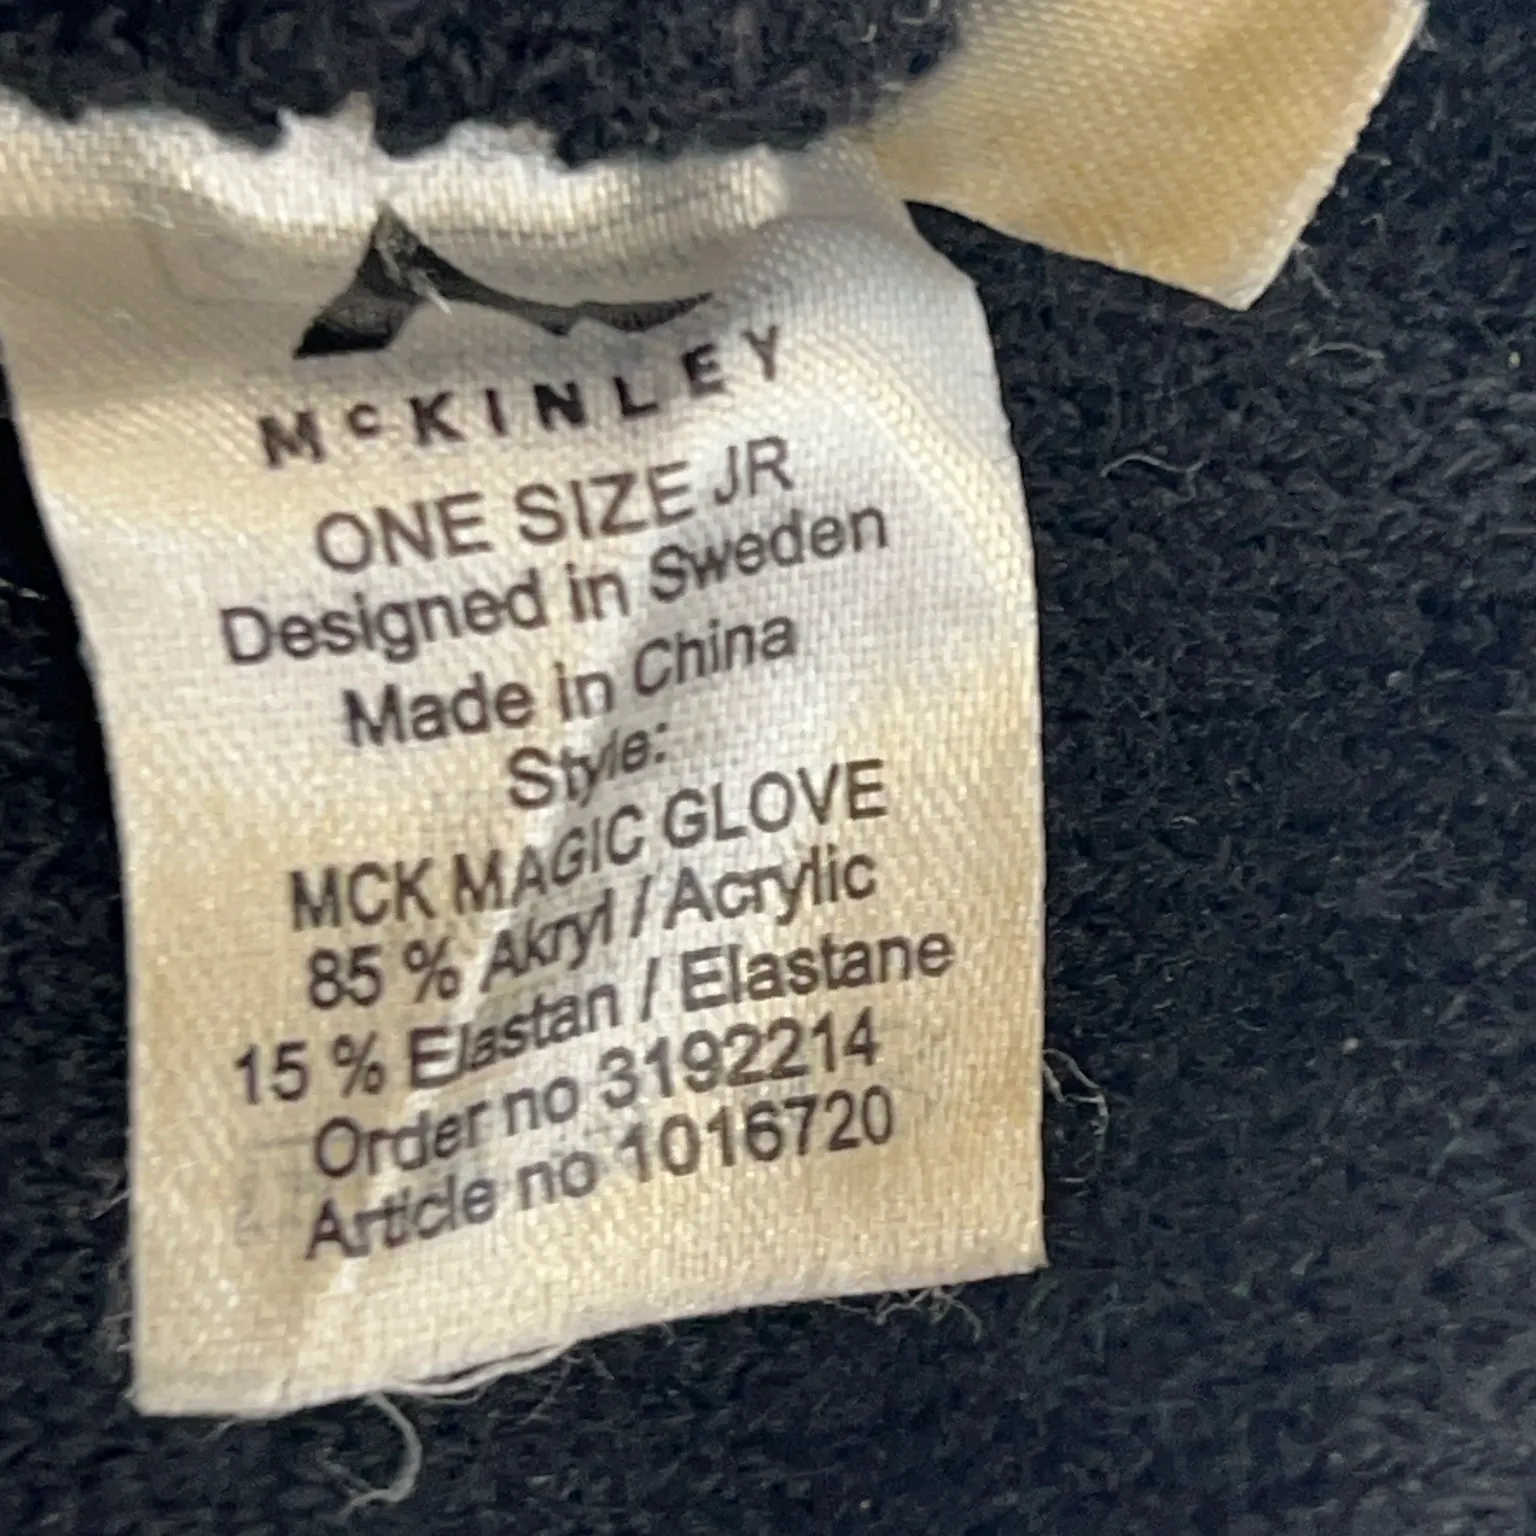 McKINLEY
ONE SIZE JR
Designed in Sweden
Made in China
Style:
MCK MAGIC GLOVE
85 % Akryl / Acrylic
15 % Elastan / Elastane
Order no 3192214
Article no 1016720